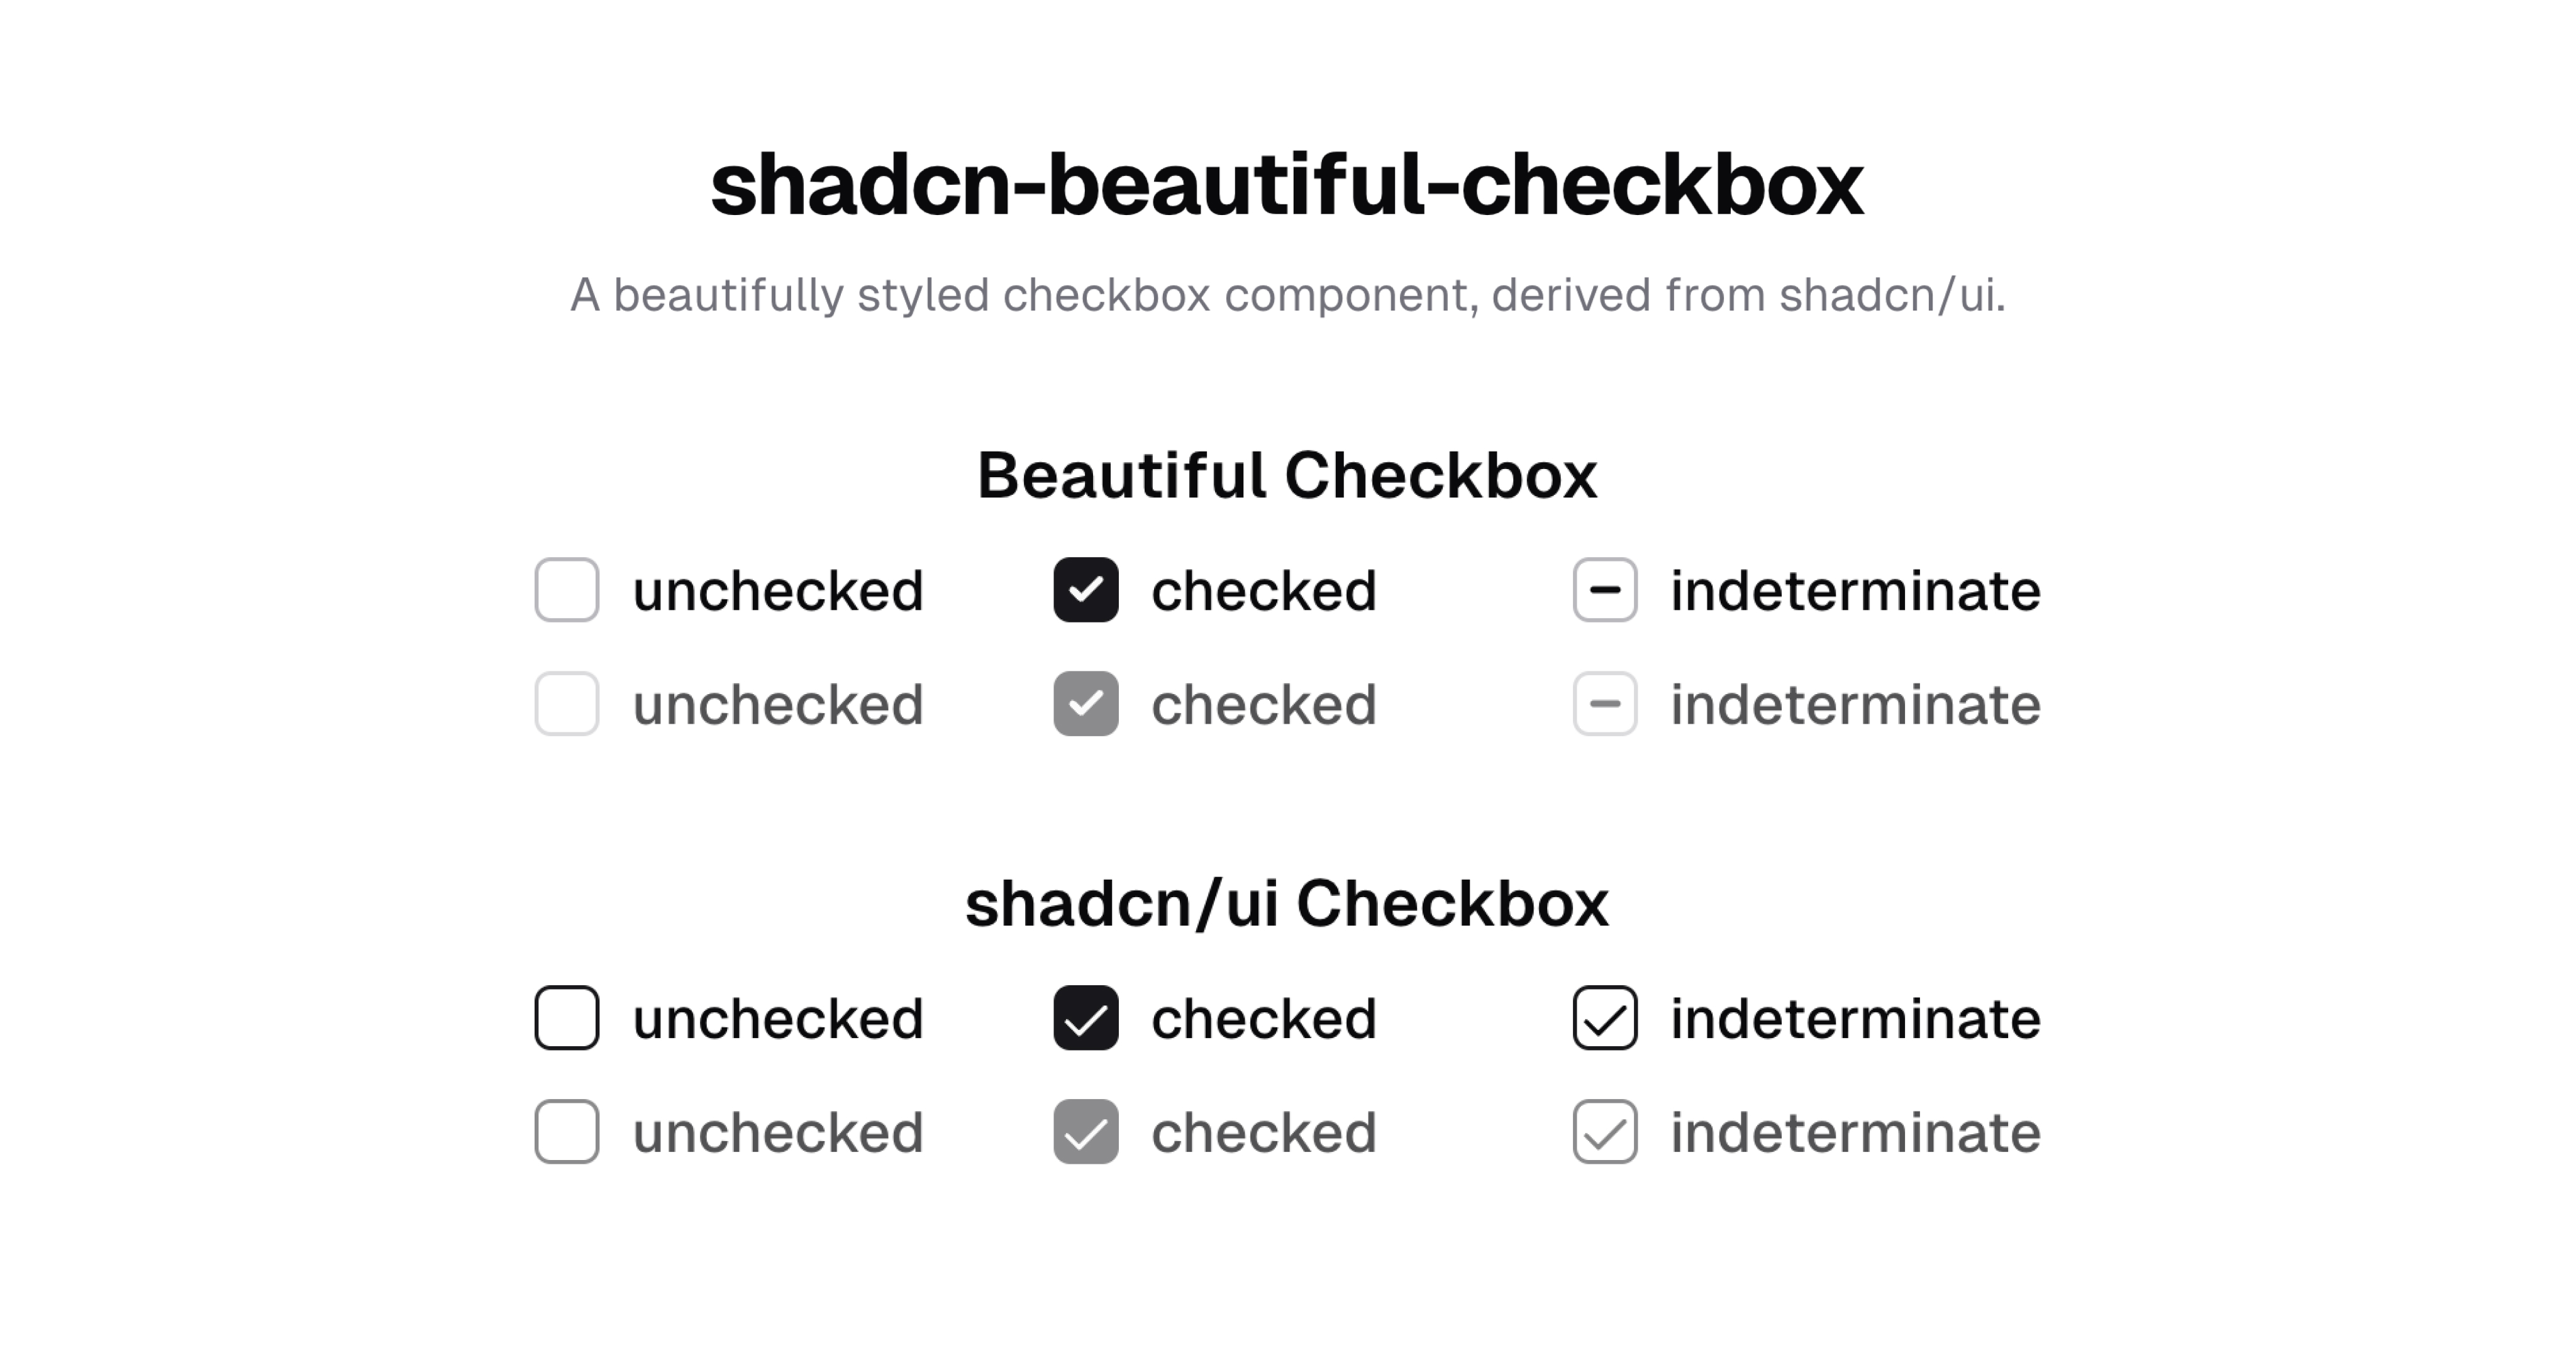 shadcn-beautiful-checkbox
A beautifully styled checkbox component, derived from shadcn/ui.
Beautiful Checkbox
unchecked checked indeterminate
unchecked checked indeterminate
shadcn/ui Checkbox
unchecked checked indeterminate
unchecked checked indeterminate